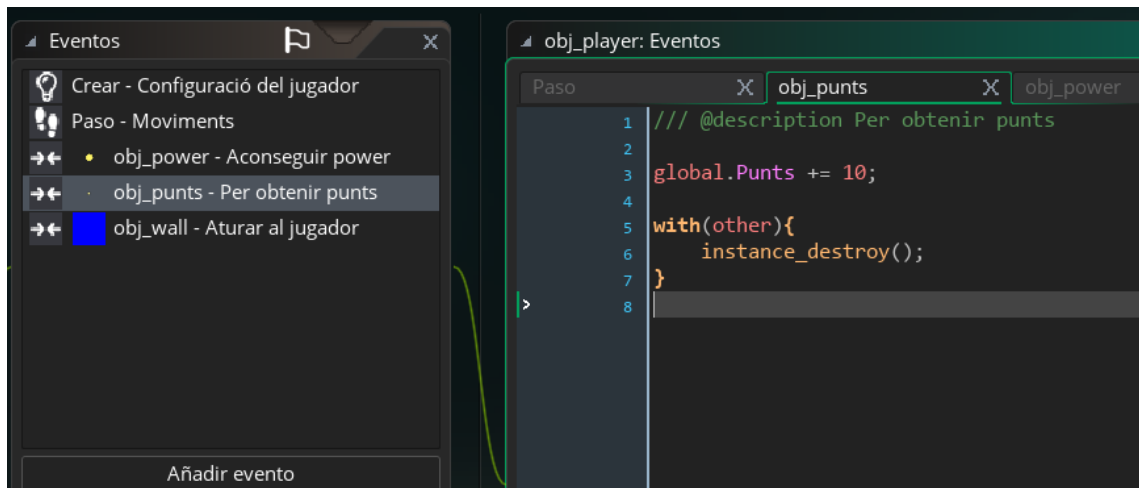 Eventos
Crear - Configuració del jugador
Paso - Moviments
obj_power - Aconseguir power
obj_punts - Per obtenir punts
obj_wall - Aturar al jugador
Añadir evento
obj_player: Eventos
Paso obj_punts obj_power
1 /// @description Per obtenir punts
2
3 global.Punts += 10;
4
5 with(other){
6 instance_destroy();
7 }
8